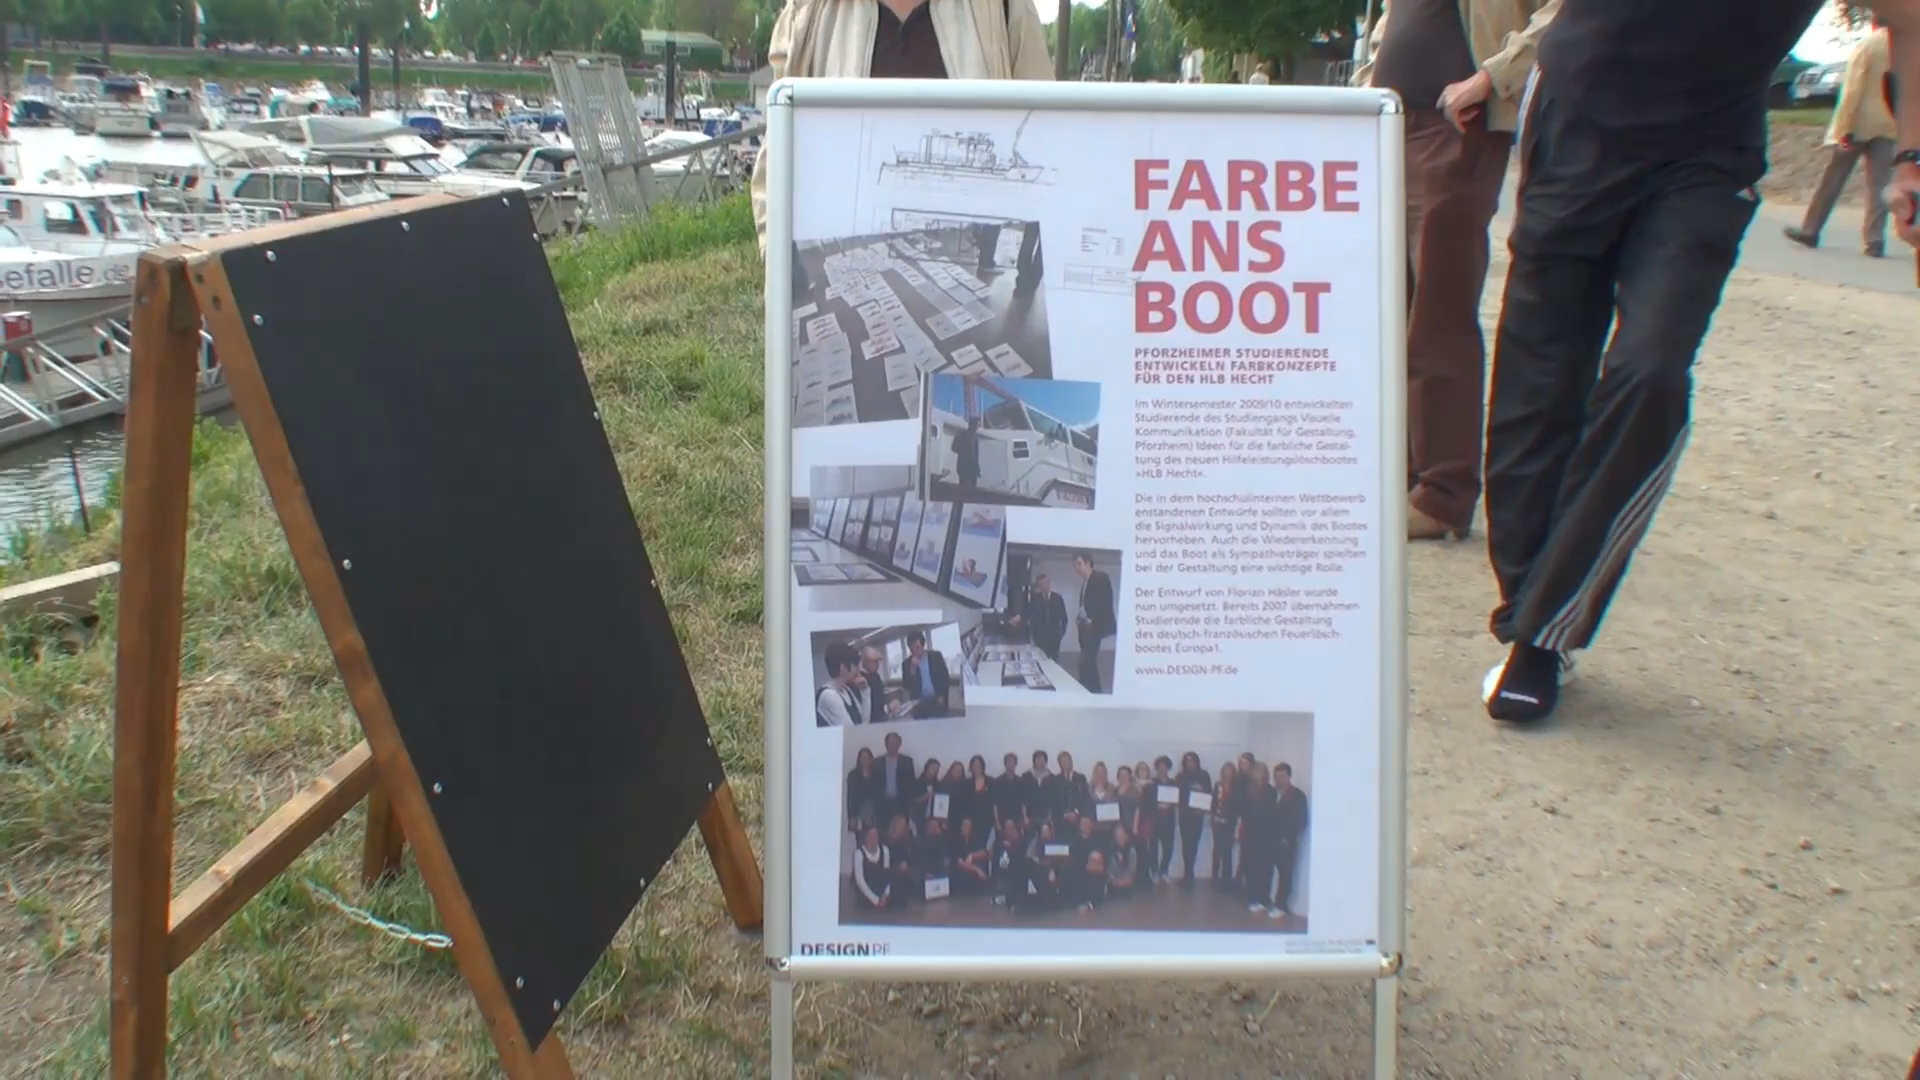 efalle.de
FARBE
ANS
BOOT
PFORZHEIMER STUDIERENDE
ENTWICKELN FARBKONZEPTE
FÜR DEN HLB HECHT
Im Wintersemester 2009/10 entwickelten
Studierende des Studiengangs Visuelle
Kommunikation (Fakultät für Gestaltung,
Pforzheim) Ideen für die farbliche Gestal-
tung des neuen Hilfeleistungslöschbootes
»HLB Hecht«.
Die in dem hochschulinternen Wettbewerb
enstandenen Entwürfe sollten vor allem
die Signalwirkung und Dynamik des Bootes
hervorheben. Auch die Wiedererkennung
und das Boot als Sympathieträger spielten
bei der Gestaltung eine wichtige Rolle.
Der Entwurf von Florian Häsler wurde
nun umgesetzt. Bereits 2007 übernahmen
Studierende die farbliche Gestaltung
des deutsch-französischen Feuerlösch-
bootes Europa1.
www.DESIGN-PF.de
DESIGN PF